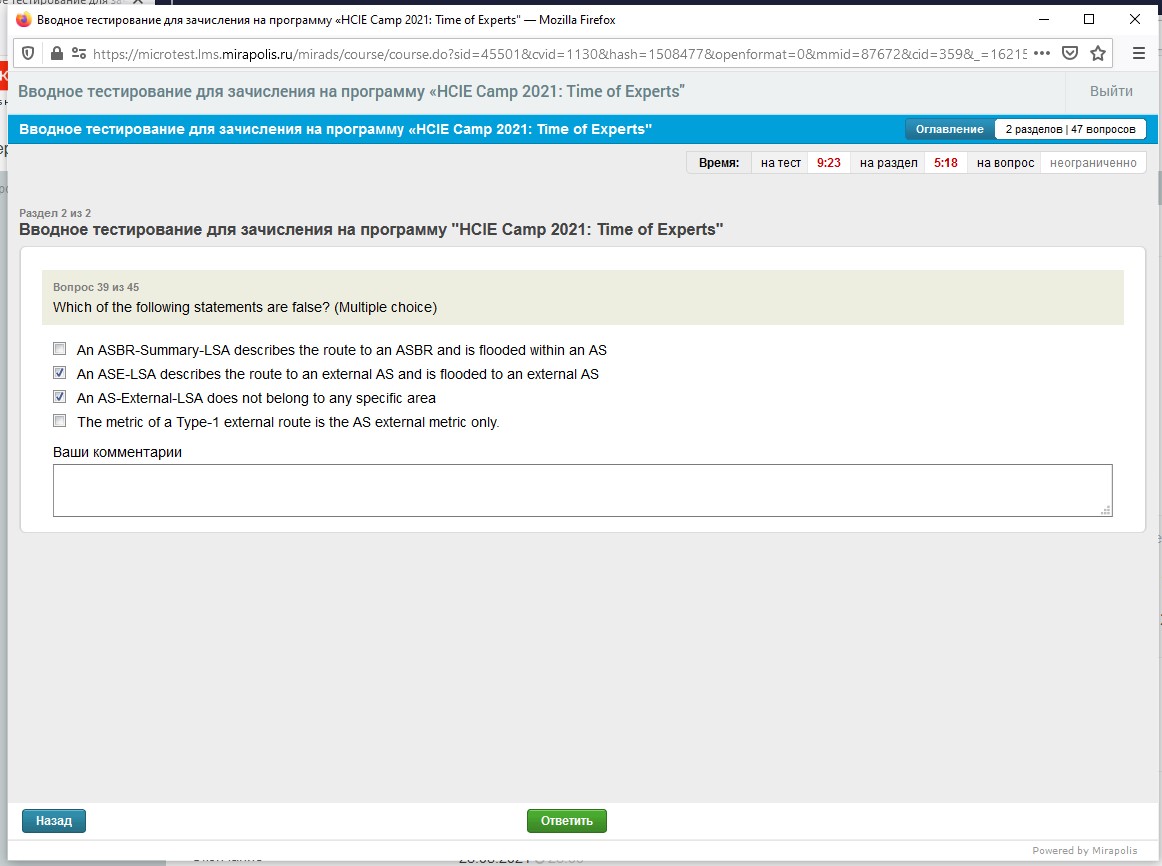 Вводное тестирование для зачисления на программу «HCIE Camp 2021: Time of Experts" — Mozilla Firefox
https://microtest.lms.mirapolis.ru/mirads/course/course.do?sid=45501&cvid=1130&hash=1508477&openformat=0&mmid=87672&cid=359&_=16215
Вводное тестирование для зачисления на программу «HCIE Camp 2021: Time of Experts"
Выйти
Вводное тестирование для зачисления на программу «HCIE Camp 2021: Time of Experts"
Оглавление 2 разделов | 47 вопросов
Время: на тест 9:23 на раздел 5:18 на вопрос неограниченно
Раздел 2 из 2
Вводное тестирование для зачисления на программу "HCIE Camp 2021: Time of Experts"
Вопрос 39 из 45
Which of the following statements are false? (Multiple choice)
An ASBR-Summary-LSA describes the route to an ASBR and is flooded within an AS
An ASE-LSA describes the route to an external AS and is flooded to an external AS
An AS-External-LSA does not belong to any specific area
The metric of a Type-1 external route is the AS external metric only.
Ваши комментарии
Назад
Ответить
Powered by Mirapolis